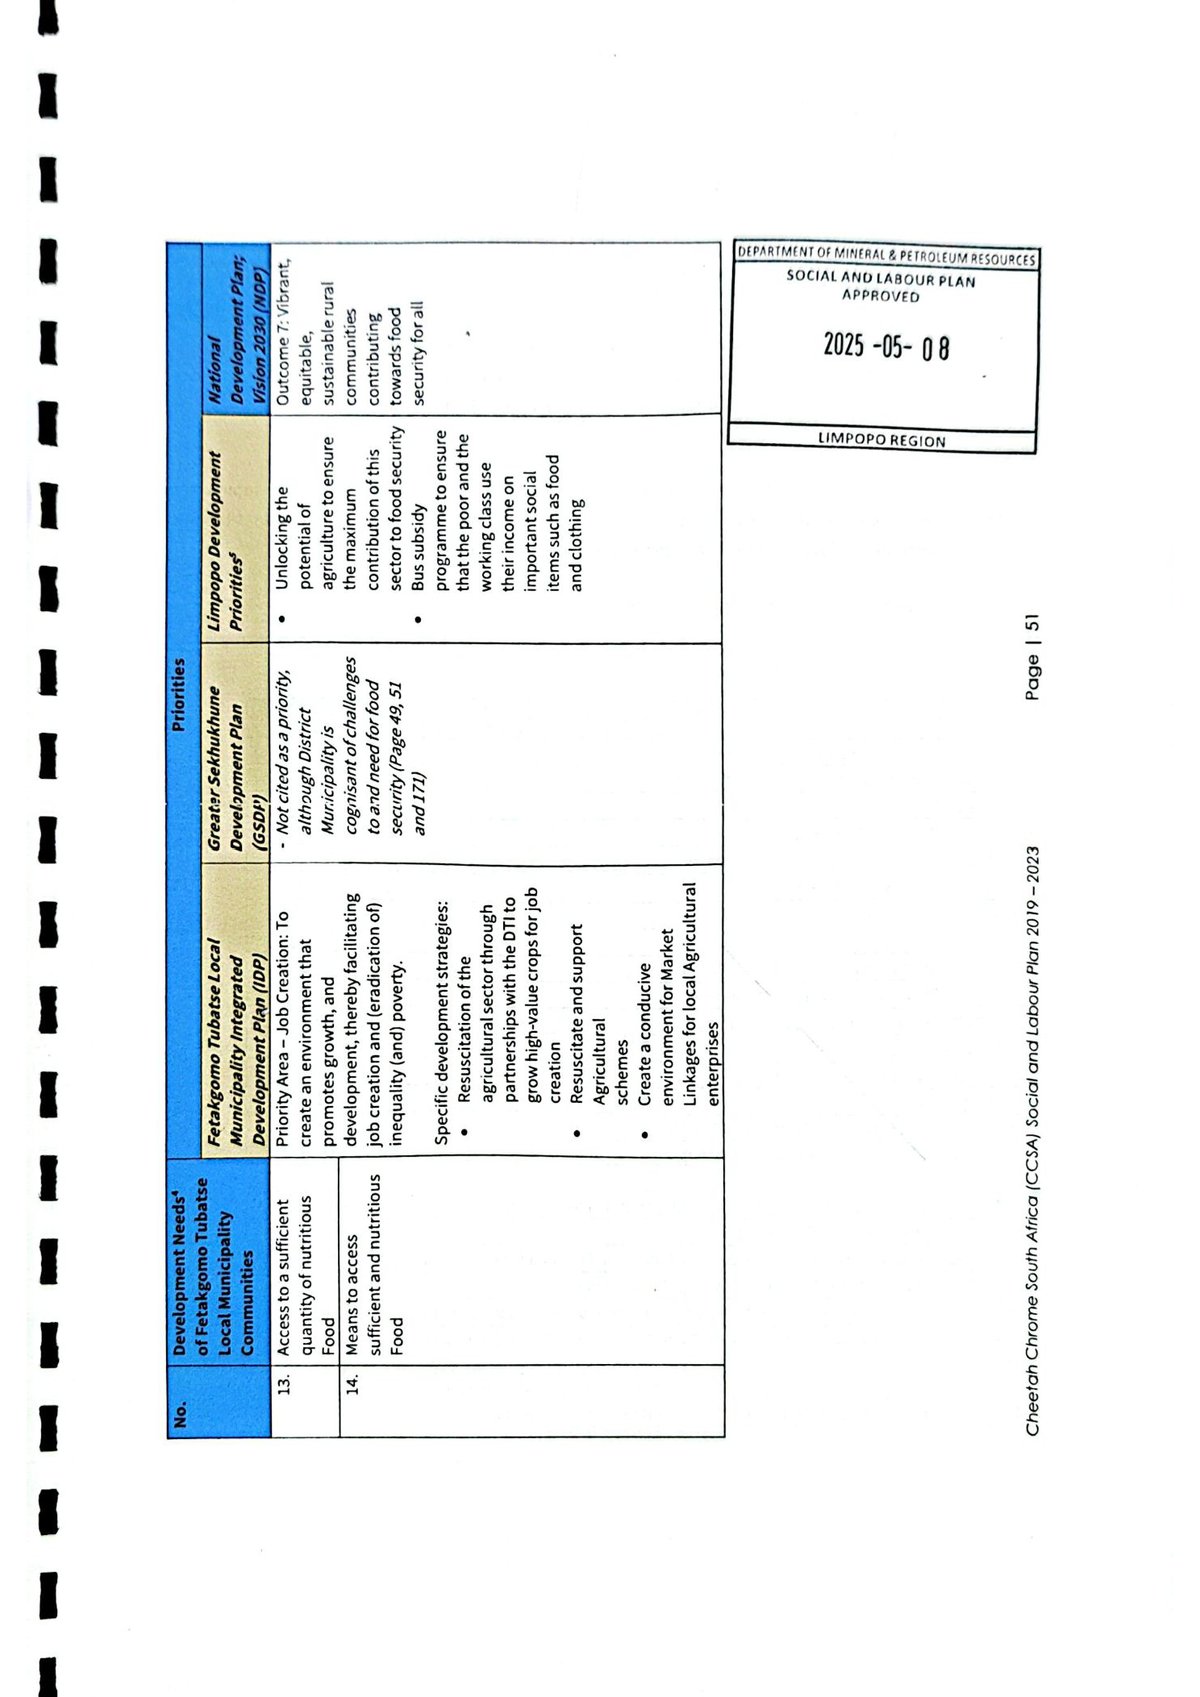 Priorities
No.
Development Needs⁴
of Fetakgomo Tubatse
Local Municipality
Communities
Fetakgomo Tubatse Local
Municipality Integrated
Development Plan (IDP)
Greater Sekhukhune
Development Plan
(GSDP)
Limpopo Development
Priorities⁵
National
Development Plan;
Vision 2030 (NDP)
13.
Access to a sufficient
quantity of nutritious
Food
14.
Means to access
sufficient and nutritious
Food
Priority Area – Job Creation: To
create an environment that
promotes growth, and
development, thereby facilitating
job creation and (eradication of)
inequality (and) poverty.
Specific development strategies:
• Resuscitation of the
agricultural sector through
partnerships with the DTI to
grow high-value crops for job
creation
• Resuscitate and support
Agricultural
schemes
• Create a conducive
environment for Market
Linkages for local Agricultural
enterprises
- Not cited as a priority,
although District
Municipality is
cognisant of challenges
to and need for food
security (Page 49, 51
and 171)
• Unlocking the
potential of
agriculture to ensure
the maximum
contribution of this
sector to food security
• Bus subsidy
programme to ensure
that the poor and the
working class use
their income on
important social
items such as food
and clothing
Outcome 7: Vibrant,
equitable,
sustainable rural
communities
contributing
towards food
security for all
DEPARTMENT OF MINERAL & PETROLEUM RESOURCES
SOCIAL AND LABOUR PLAN
APPROVED
2025 -05- 08
LIMPOPO REGION
Cheetah Chrome South Africa (CCSA) Social and Labour Plan 2019 – 2023
Page | 51